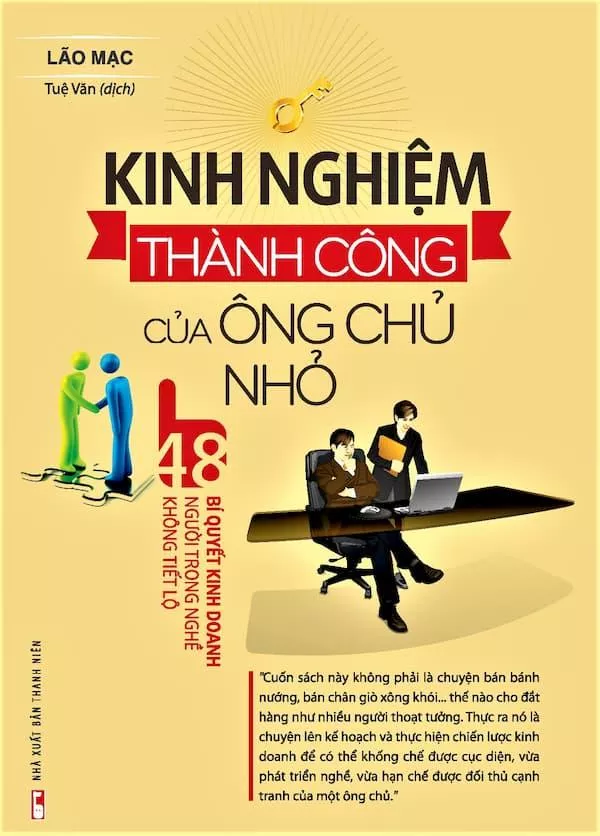 LÃO MẠC
Tuệ Văn (dịch)
KINH NGHIỆM
THÀNH CÔNG
CỦA ÔNG CHỦ
NHỎ
48
BÍ QUYẾT KINH DOANH
NGƯỜI TRONG NGHỀ
KHÔNG TIẾT LỘ
"Cuốn sách này không phải là chuyện bán bánh
nướng, bán chân giò xông khói... thế nào cho đắt
hàng như nhiều người thoạt tưởng. Thực ra nó là
chuyện lên kế hoạch và thực hiện chiến lược kinh
doanh để có thể khống chế được cục diện, vừa
phát triển nghề, vừa hạn chế được đối thủ cạnh
tranh của một ông chủ."
NHÀ XUẤT BẢN THANH NIÊN